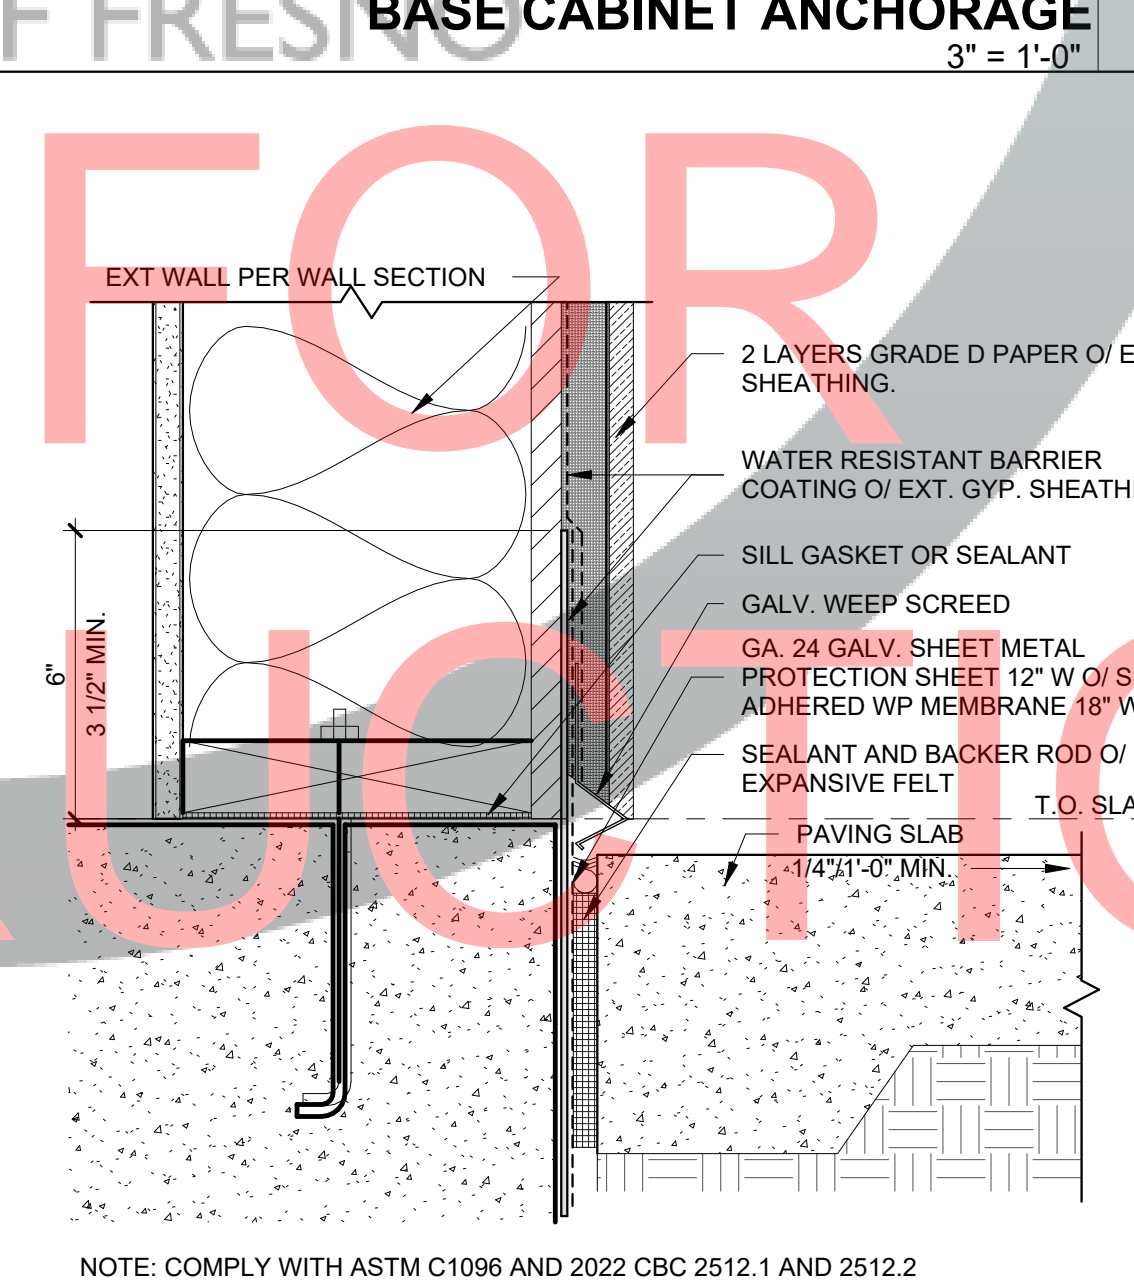 F FRESNO
BASE CABINET ANCHORAGE
3" = 1'-0"
FOR
EXT WALL PER WALL SECTION
2 LAYERS GRADE D PAPER O/ E
SHEATHING.
WATER RESISTANT BARRIER
COATING O/ EXT. GYP. SHEATH
SILL GASKET OR SEALANT
GALV. WEEP SCREED
GA. 24 GALV. SHEET METAL
PROTECTION SHEET 12" W O/ S
ADHERED WP MEMBRANE 18" W
SEALANT AND BACKER ROD O/
EXPANSIVE FELT
T.O. SLA
PAVING SLAB
1/4"/1'-0" MIN.
6"
3 1/2" MIN.
UCTIO
NOTE: COMPLY WITH ASTM C1096 AND 2022 CBC 2512.1 AND 2512.2